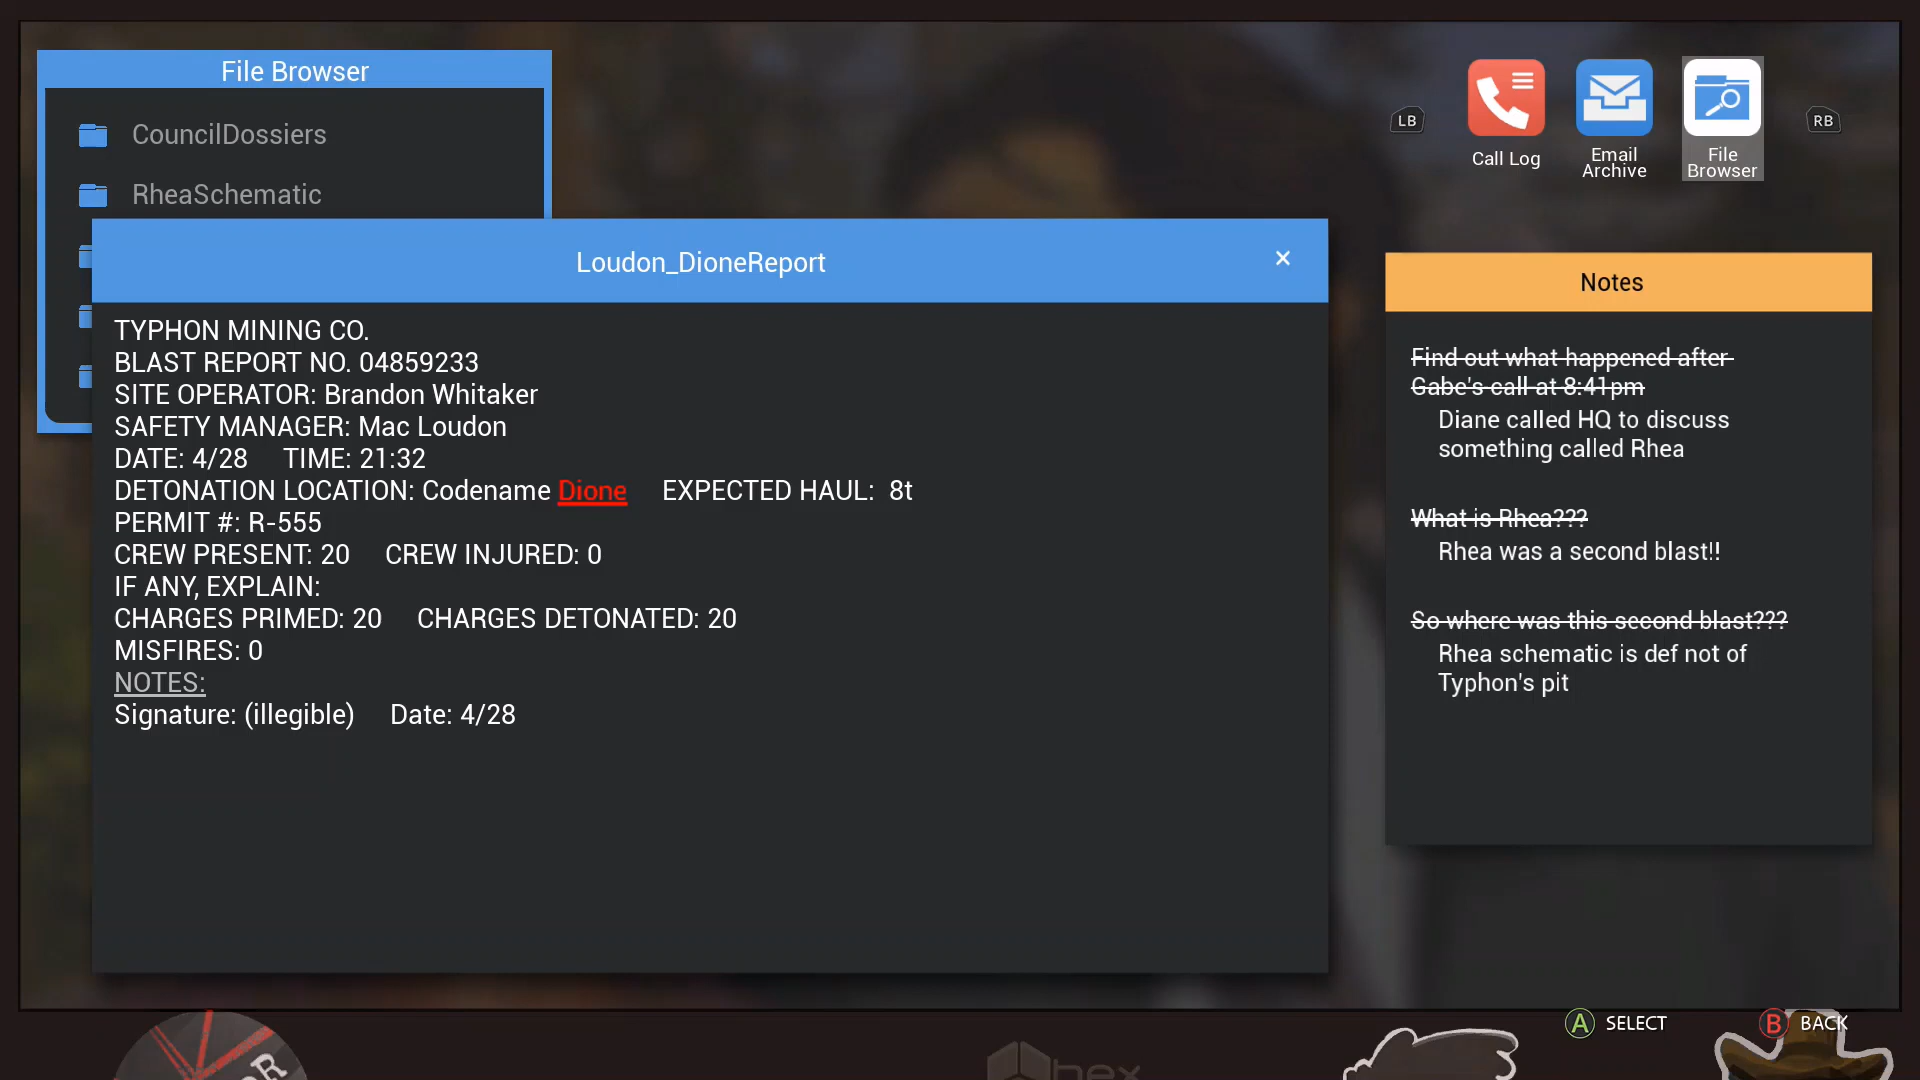 File Browser
CouncilDossiers
RheaSchematic
LB
Call Log
Email
Archive
File
Browser
RB
Loudon_DioneReport
×
TYPHON MINING CO.
BLAST REPORT NO. 04859233
SITE OPERATOR: Brandon Whitaker
SAFETY MANAGER: Mac Loudon
DATE: 4/28 TIME: 21:32
DETONATION LOCATION: Codename Dione EXPECTED HAUL: 8t
PERMIT #: R-555
CREW PRESENT: 20 CREW INJURED: 0
IF ANY, EXPLAIN:
CHARGES PRIMED: 20 CHARGES DETONATED: 20
MISFIRES: 0
NOTES:
Signature: (illegible) Date: 4/28
Notes
Find out what happened after
Gabe's call at 8:41pm
Diane called HQ to discuss
something called Rhea
What is Rhea???
Rhea was a second blast!!
So where was this second blast???
Rhea schematic is def not of
Typhon's pit
A SELECT
B BACK
hex